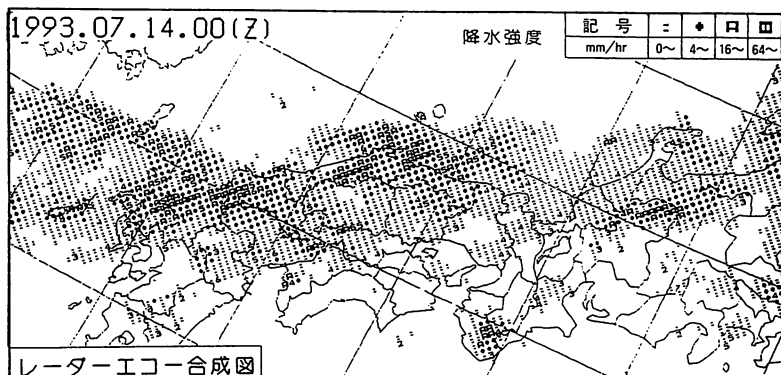 1993.07.14.00(Z)
降水強度
記号 :: ● 
mm/hr 0～ 4～ 16～ 64～
レーダーエコー合成図